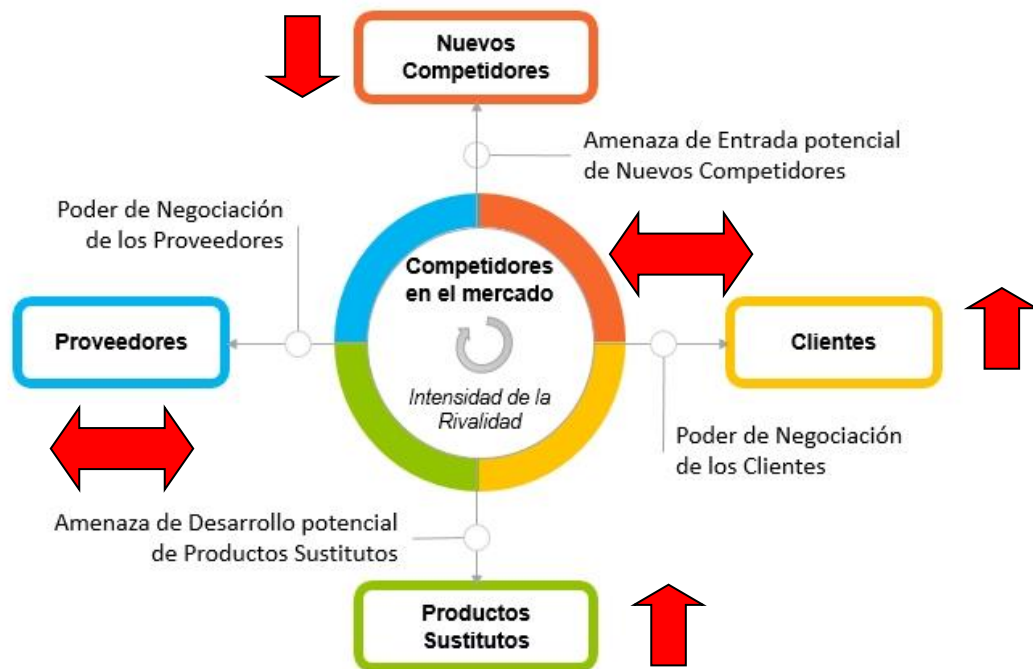 Nuevos
Competidores
Amenaza de Entrada potencial
de Nuevos Competidores
Poder de Negociación
de los Proveedores
Competidores
en el mercado
Proveedores
Clientes
Intensidad de la
Rivalidad
Poder de Negociación
de los Clientes
Amenaza de Desarrollo potencial
de Productos Sustitutos
Productos
Sustitutos